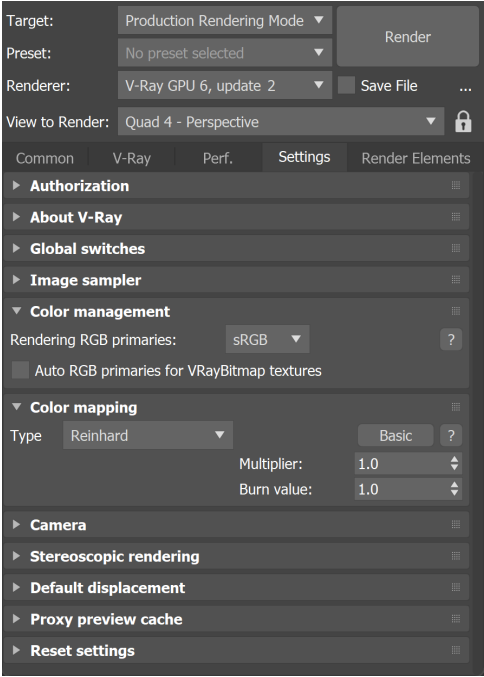 Target: Production Rendering Mode
Render
Preset: No preset selected
Renderer: V-Ray GPU 6, update 2 Save File ...
View to Render: Quad 4 - Perspective
Common V-Ray Perf. Settings Render Elements
Authorization
About V-Ray
Global switches
Image sampler
Color management
Rendering RGB primaries: sRGB ?
Auto RGB primaries for VRayBitmap textures
Color mapping
Type Reinhard Basic ?
Multiplier: 1.0
Burn value: 1.0
Camera
Stereoscopic rendering
Default displacement
Proxy preview cache
Reset settings